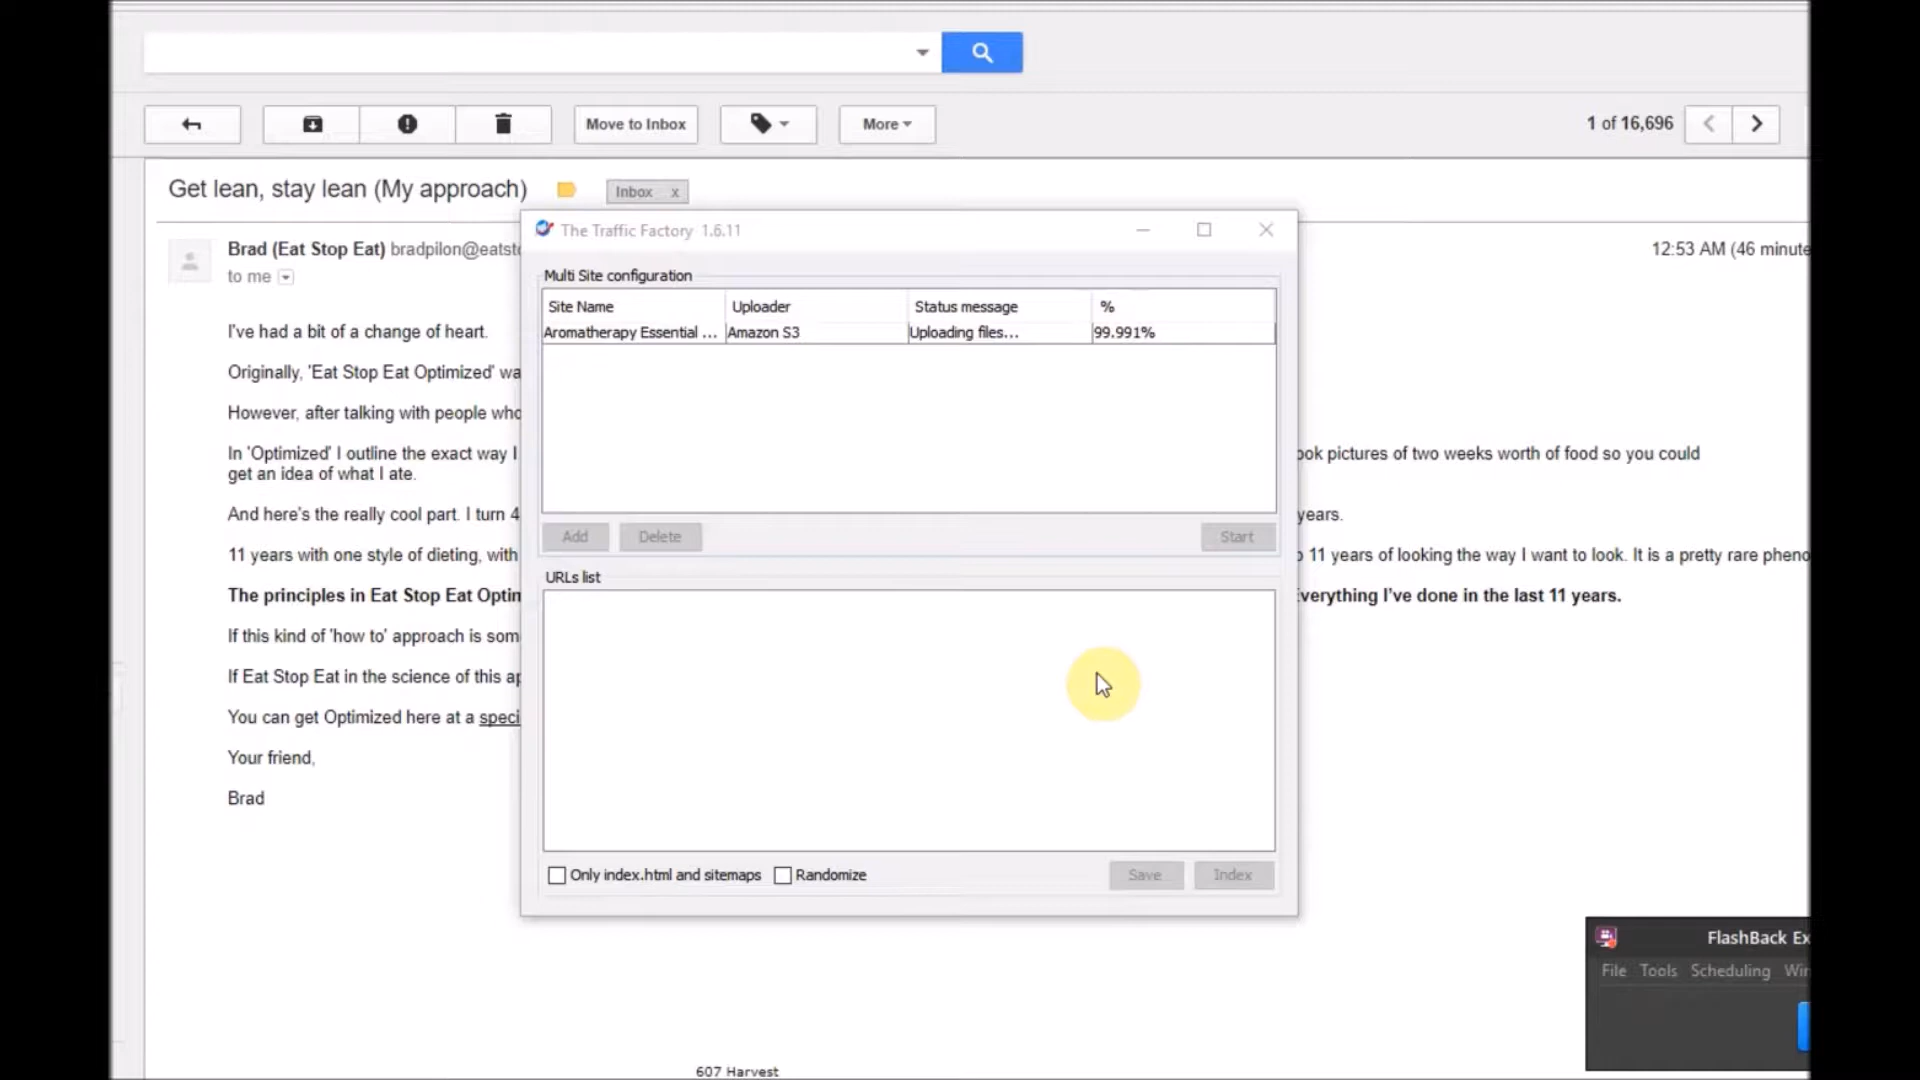 Move to Inbox
More
1 of 16,696
Get lean, stay lean (My approach)
Inbox x
Brad (Eat Stop Eat) bradpilon@eatst
12:53 AM (46 minute
to me
I've had a bit of a change of heart.
Originally, 'Eat Stop Eat Optimized' wa
However, after talking with people who
In 'Optimized' I outline the exact way I
ook pictures of two weeks worth of food so you could
get an idea of what I ate.
And here's the really cool part. I turn 4
years.
11 years with one style of dieting, with
11 years of looking the way I want to look. It is a pretty rare pheno
The principles in Eat Stop Eat Optin
verything I've done in the last 11 years.
If this kind of 'how to' approach is som
If Eat Stop Eat in the science of this ap
You can get Optimized here at a speci
Your friend,
Brad
The Traffic Factory 1.6.11
Multi Site configuration
Site Name Uploader Status message %
Aromatherapy Essential ... Amazon S3 Uploading files... 99.991%
Add Delete Start
URLs list
Only index.html and sitemaps Randomize Save Index
FlashBack Ex
File Tools Scheduling Win
607 Harvest